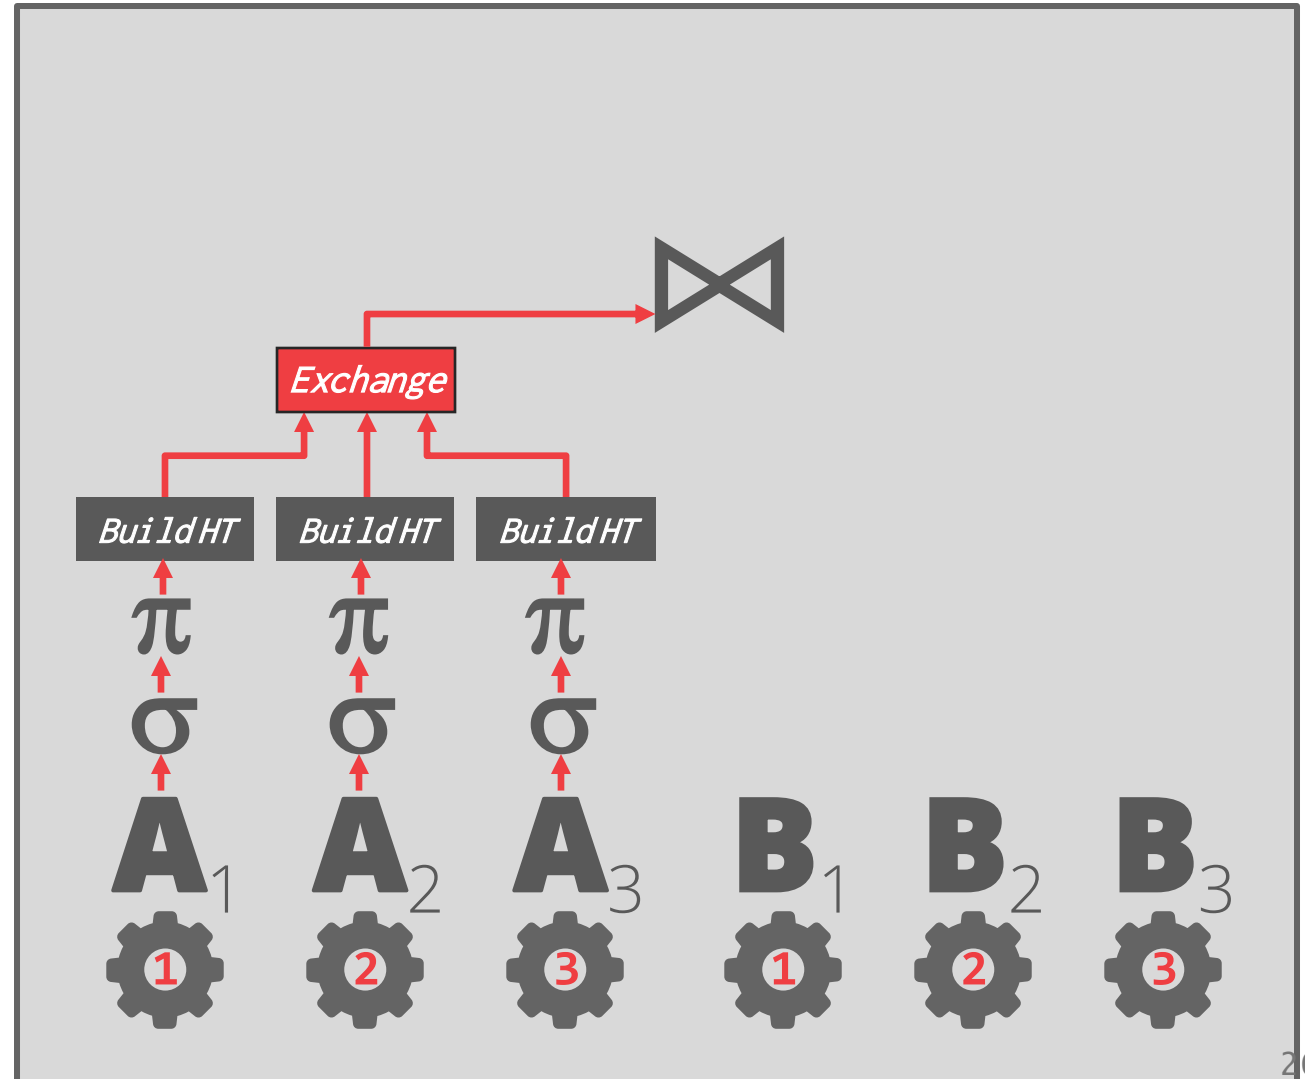 Exchange
Build HT Build HT Build HT
π π π
σ σ σ
A1 A2 A3 B1 B2 B3
1 2 3 1 2 3